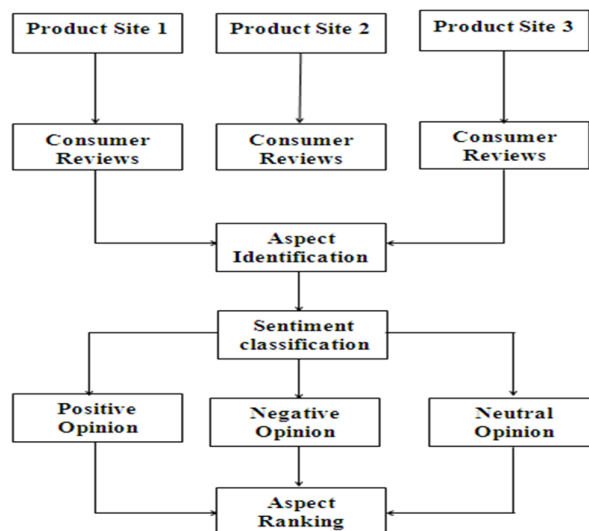 Product Site 1
Product Site 2
Product Site 3
Consumer
Reviews
Consumer
Reviews
Consumer
Reviews
Aspect
Identification
Sentiment
classification
Positive
Opinion
Negative
Opinion
Neutral
Opinion
Aspect
Ranking